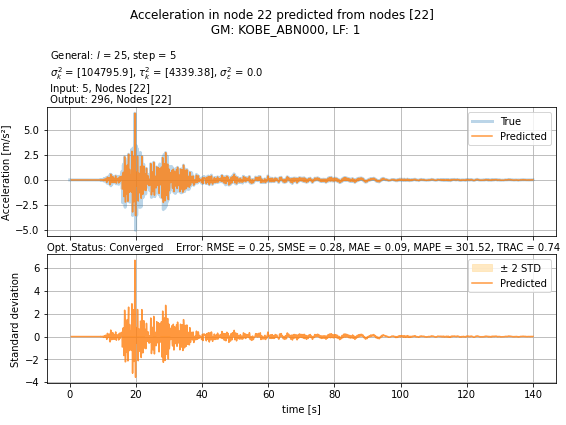 Acceleration in node 22 predicted from nodes [22]
GM: KOBE_ABN000, LF: 1
General: l = 25, step = 5
σ²ₖ = [104795.9], τ²ₖ = [4339.38], σ²ε = 0.0
Input: 5, Nodes [22]
Output: 296, Nodes [22]
Acceleration [m/s²]
5.0
2.5
0.0
−2.5
−5.0
True
Predicted
Opt. Status: Converged Error: RMSE = 0.25, SMSE = 0.28, MAE = 0.09, MAPE = 301.52, TRAC = 0.74
Standard deviation
6
4
2
0
−2
−4
± 2 STD
Predicted
0 20 40 60 80 100 120 140
time [s]